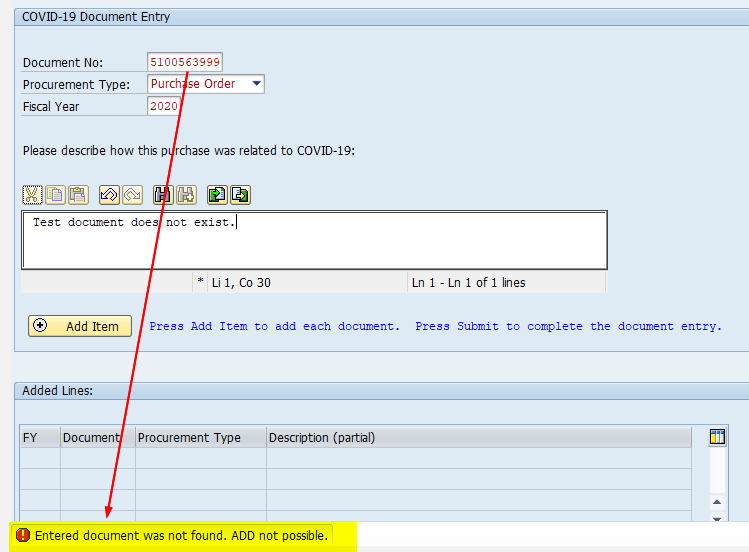 COVID-19 Document Entry
Document No: 5100563999
Procurement Type: Purchase Order
Fiscal Year 2020
Please describe how this purchase was related to COVID-19:
Test document does not exist.
* Li 1, Co 30 Ln 1 - Ln 1 of 1 lines
Add Item Press Add Item to add each document. Press Submit to complete the document entry.
Added Lines:
FY Document Procurement Type Description (partial)
Entered document was not found. ADD not possible.